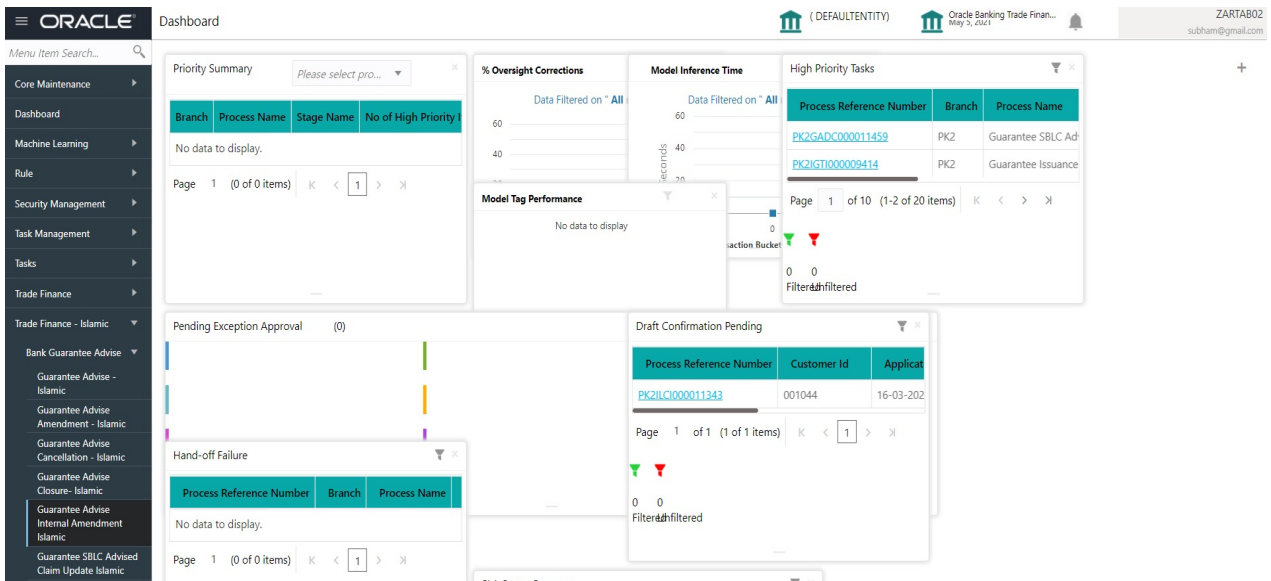 ORACLE
Dashboard
( DEFAULTENTITY)
Oracle Banking Trade Finan...
May 5, 2021
ZARTAB02
subham@gmail.com
Menu Item Search...
Core Maintenance
Dashboard
Machine Learning
Rule
Security Management
Task Management
Tasks
Trade Finance
Trade Finance - Islamic
Bank Guarantee Advise
Guarantee Advise -
Islamic
Guarantee Advise
Amendment - Islamic
Guarantee Advise
Cancellation - Islamic
Guarantee Advise
Closure- Islamic
Guarantee Advise
Internal Amendment
Islamic
Guarantee SBLC Advised
Claim Update Islamic
Priority Summary
Please select pro...
Branch Process Name Stage Name No of High Priority
No data to display.
Page 1 (0 of 0 items) 1
% Oversight Corrections
Data Filtered on " All
60
40
Model Inference Time
Data Filtered on " All
60
40
20
seconds
0
Model Tag Performance
No data to display
High Priority Tasks
Process Reference Number Branch Process Name
PK2GADC000011459 PK2 Guarantee SBLC Ad
PK2IGTI000009414 PK2 Guarantee Issuance
Page 1 of 10 (1-2 of 20 items)
0 0
Filtered Unfiltered
Pending Exception Approval (0)
Draft Confirmation Pending
Process Reference Number Customer Id Applicat
PK2ILCI000011343 001044 16-03-202
Page 1 of 1 (1 of 1 items) 1
0 0
Filtered Unfiltered
Hand-off Failure
Process Reference Number Branch Process Name
No data to display.
Page 1 (0 of 0 items) 1